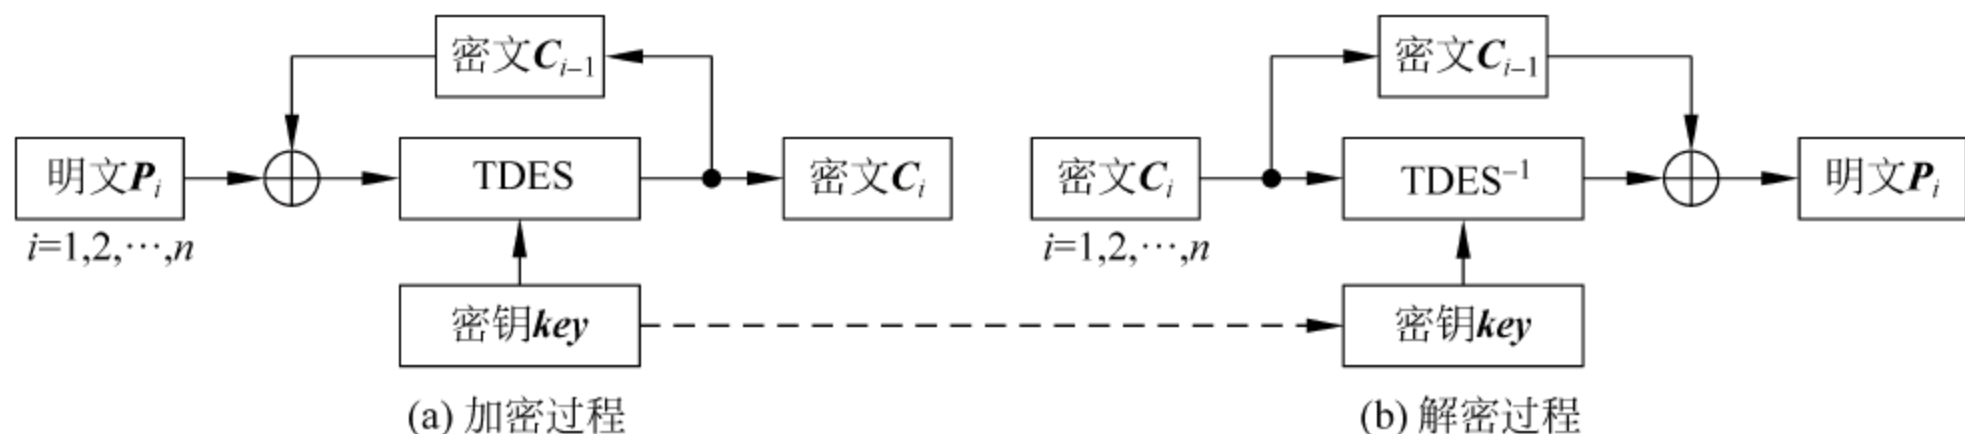 密文C_{i–1}
明文P_i
TDES
密文C_i
i=1,2,⋯,n
密钥key
(a) 加密过程
密文C_{i–1}
密文C_i
TDES^{–1}
明文P_i
i=1,2,⋯,n
密钥key
(b) 解密过程